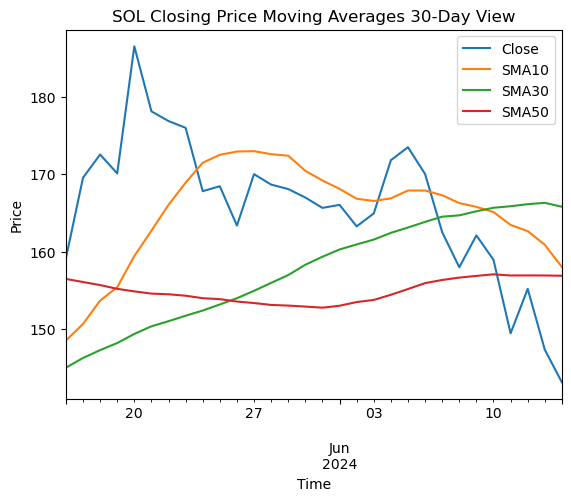 SOL Closing Price Moving Averages 30-Day View
Close
SMA10
SMA30
SMA50
180
170
160
150
Price
20
27
03
10
Jun
2024
Time